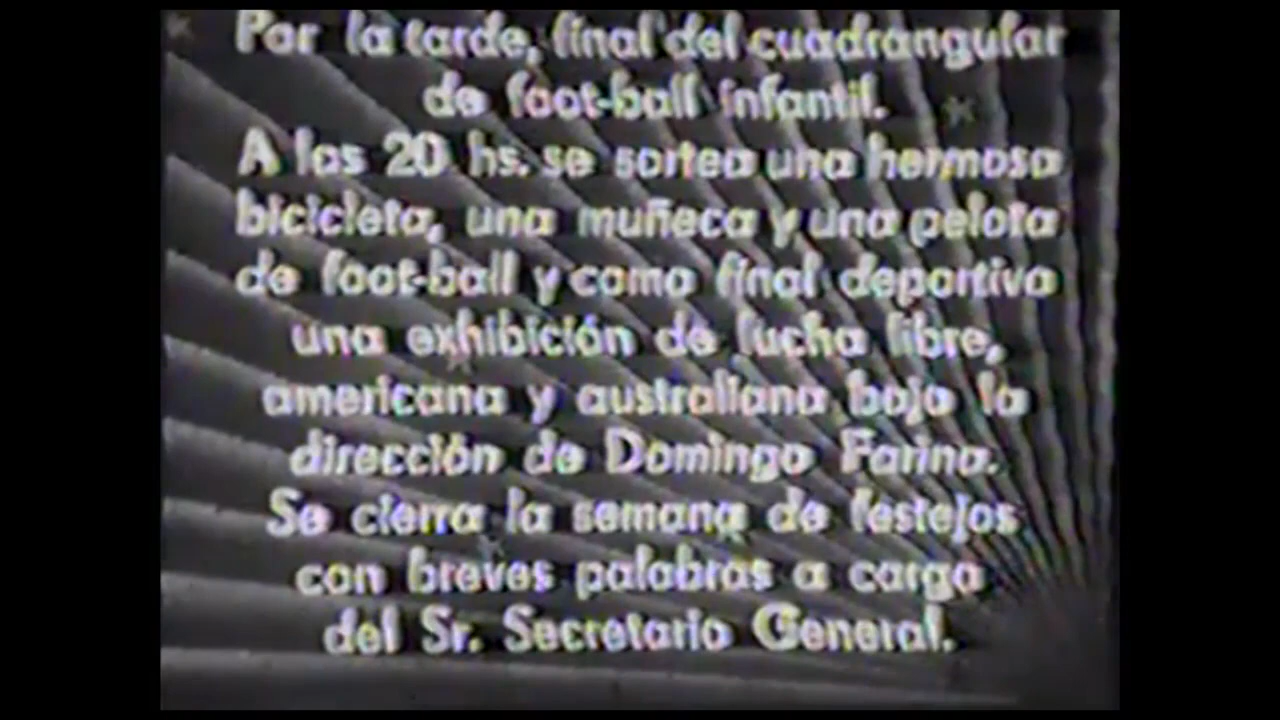 Por la tarde, final del cuadrangular
de foot-ball infantil.
A las 20 hs. se sortea una hermosa
bicicleta, una muñeca y una pelota
de foot-ball y como final deportivo
una exhibición de lucha libre,
americana y australiana bajo la
dirección de Domingo Farina.
Se cierra la semana de festejos
con breves palabras a cargo
del Sr. Secretario General.